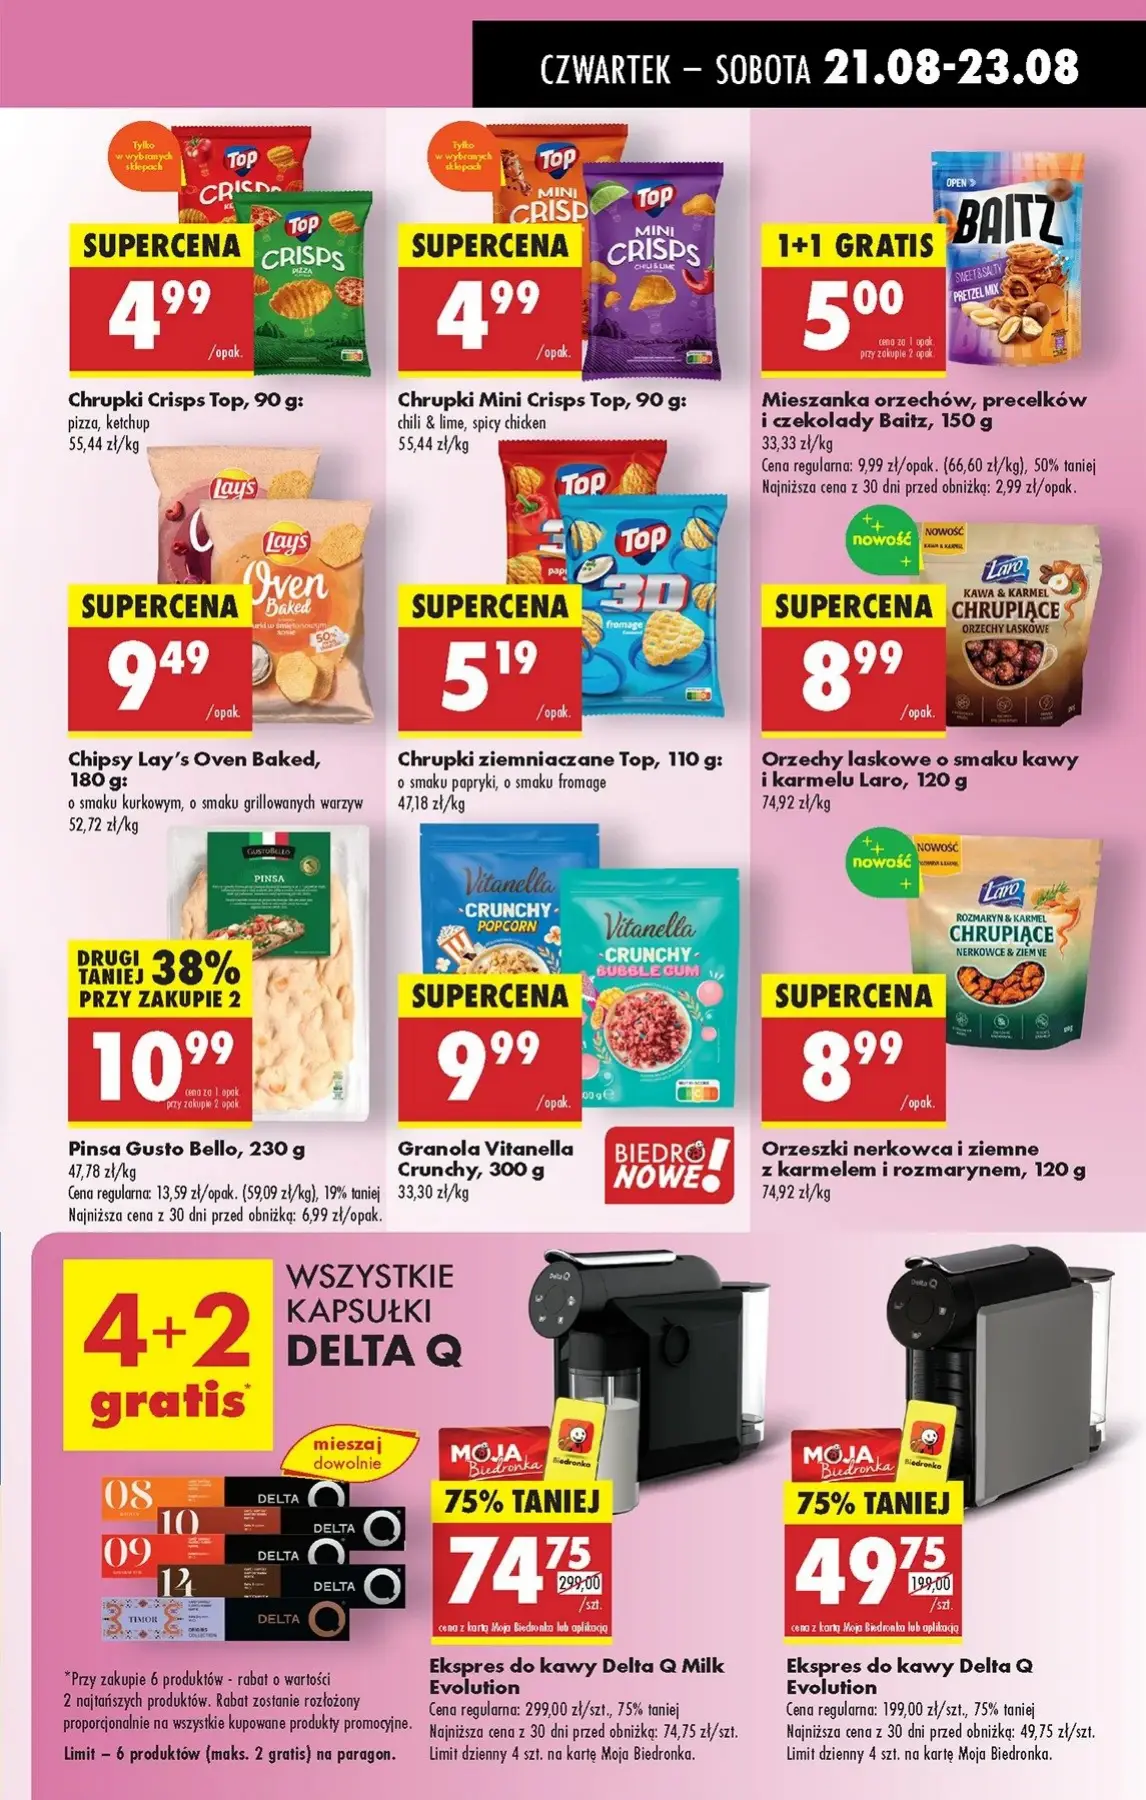 CZWARTEK – SOBOTA 21.08-23.08
Tylko
w wybranych
sklepach
TOP
CRISPS
TOP
CRISPS
PIZZA
SUPERCENA
4 99
/opak.
Chrupki Crisps Top, 90 g:
pizza, ketchup
55,44 zł/kg
Tylko
w wybranych
sklepach
TOP
MINI
CRISP
TOP
MINI
CRISPS
CHILI & LIME
SUPERCENA
4 99
/opak.
Chrupki Mini Crisps Top, 90 g:
chili & lime, spicy chicken
55,44 zł/kg
OPEN
BAITZ
SWEET & SALTY
PRETZEL MIX
1+1 GRATIS
5 00
cena za 1 opak.
przy zakupie 2 opak.
Mieszanka orzechów, precelków
i czekolady Baitz, 150 g
33,33 zł/kg
Cena regularna: 9,99 zł/opak. (66,60 zł/kg), 50% taniej
Najniższa cena z 30 dni przed obniżką: 2,99 zł/opak.
Lay's
Lay's
Oven
Baked
50%
SUPERCENA
9 49
/opak.
Chipsy Lay's Oven Baked,
180 g:
o smaku kurkowym, o smaku grillowanych warzyw
52,72 zł/kg
TOP
TOP
3D
fromage
SUPERCENA
5 19
/opak.
Chrupki ziemniaczane Top, 110 g:
o smaku papryki, o smaku fromage
47,18 zł/kg
nowość
NOWOŚĆ
KAWA & KARMEL
Laro
KAWA & KARMEL
CHRUPIĄCE
ORZECHY LASKOWE
SUPERCENA
8 99
/opak.
Orzechy laskowe o smaku kawy
i karmelu Laro, 120 g
74,92 zł/kg
GUSTOBELLO
PINSA
DRUGI
TANIEJ 38%
PRZY ZAKUPIE 2
10 99
cena za 1 opak.
przy zakupie 2 opak.
Pinsa Gusto Bello, 230 g
47,78 zł/kg
Cena regularna: 13,59 zł/opak. (59,09 zł/kg), 19% taniej
Najniższa cena z 30 dni przed obniżką: 6,99 zł/opak.
Vitanella
CRUNCHY
POPCORN
Vitanella
CRUNCHY
BUBBLE GUM
SUPERCENA
9 99
/opak.
Granola Vitanella
Crunchy, 300 g
33,30 zł/kg
BIEDRO
NOWE!
nowość
NOWOŚĆ
Laro
ROZMARYN & KARMEL
CHRUPIĄCE
NERKOWCE & ZIEMNE
SUPERCENA
8 99
/opak.
Orzeszki nerkowca i ziemne
z karmelem i rozmarynem, 120 g
74,92 zł/kg
4+2
gratis*
WSZYSTKIE
KAPSUŁKI
DELTA Q
mieszaj
dowolnie
08
DELTA Q
10
DELTA Q
09
DELTA Q
12
DELTA Q
TIMOR
DELTA Q
*Przy zakupie 6 produktów - rabat o wartości
2 najtańszych produktów. Rabat zostanie rozłożony
proporcjonalnie na wszystkie kupowane produkty promocyjne.
Limit – 6 produktów (maks. 2 gratis) na paragon.
Delta Q
MOJA
Biedronka
Biedronka
75% TANIEJ
74 75
299,00
/szt.
cena z kartą Moja Biedronka lub aplikacją
Ekspres do kawy Delta Q Milk
Evolution
Cena regularna: 299,00 zł/szt., 75% taniej
Najniższa cena z 30 dni przed obniżką: 74,75 zł/szt.
Limit dzienny 4 szt. na kartę Moja Biedronka.
Delta Q
MOJA
Biedronka
Biedronka
75% TANIEJ
49 75
199,00
/szt.
cena z kartą Moja Biedronka lub aplikacją
Ekspres do kawy Delta Q
Evolution
Cena regularna: 199,00 zł/szt., 75% taniej
Najniższa cena z 30 dni przed obniżką: 49,75 zł/szt.
Limit dzienny 4 szt. na kartę Moja Biedronka.